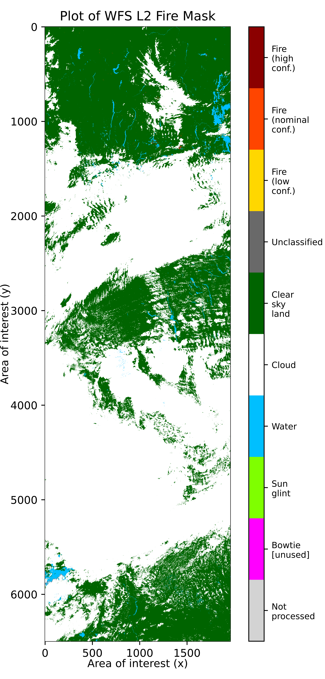 Plot of WFS L2 Fire Mask
0
1000
2000
3000
4000
5000
6000
Area of interest (y)
0
500
1000
1500
Area of interest (x)
Fire
(high
conf.)
Fire
(nominal
conf.)
Fire
(low
conf.)
Unclassified
Clear
sky
land
Cloud
Water
Sun
glint
Bowtie
[unused]
Not
processed